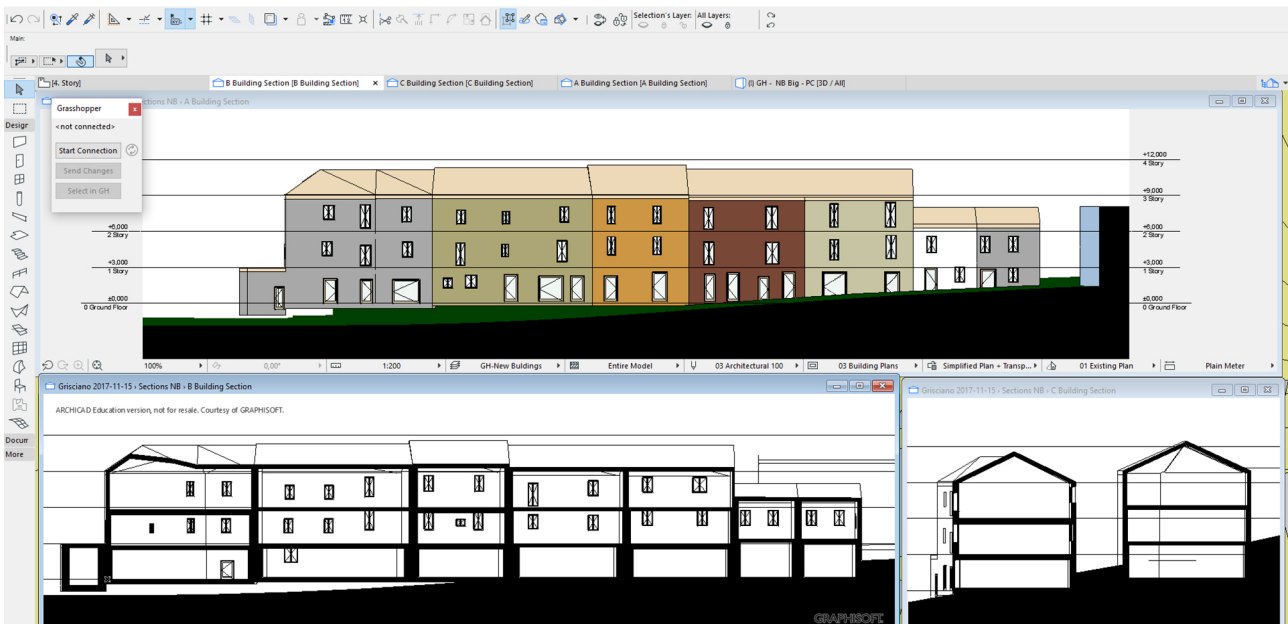 Selection's Layer: All Layers:
Main:
[4. Story]
B Building Section [B Building Section]
C Building Section [C Building Section]
A Building Section [A Building Section]
(!) GH - NB Big - PC [3D / All]
Grasshopper
ctions NB › A Building Section
<not connected>
Start Connection
Send Changes
Select in GH
Design
Docum
More
+12,000
4 Story
+9,000
3 Story
+6,000
2 Story
+3,000
1 Story
±0,000
0 Ground Floor
+6,000
2 Story
+3,000
1 Story
±0,000
0 Ground Floor
100%
0,00°
1:200
GH-New Buldings
Entire Model
03 Architectural 100
03 Building Plans
Simplified Plan + Transp...
01 Existing Plan
Plain Meter
Grisciano 2017-11-15 › Sections NB › B Building Section
ARCHICAD Education version, not for resale. Courtesy of GRAPHISOFT.
GRAPHISOFT.
Grisciano 2017-11-15 › Sections NB › C Building Section